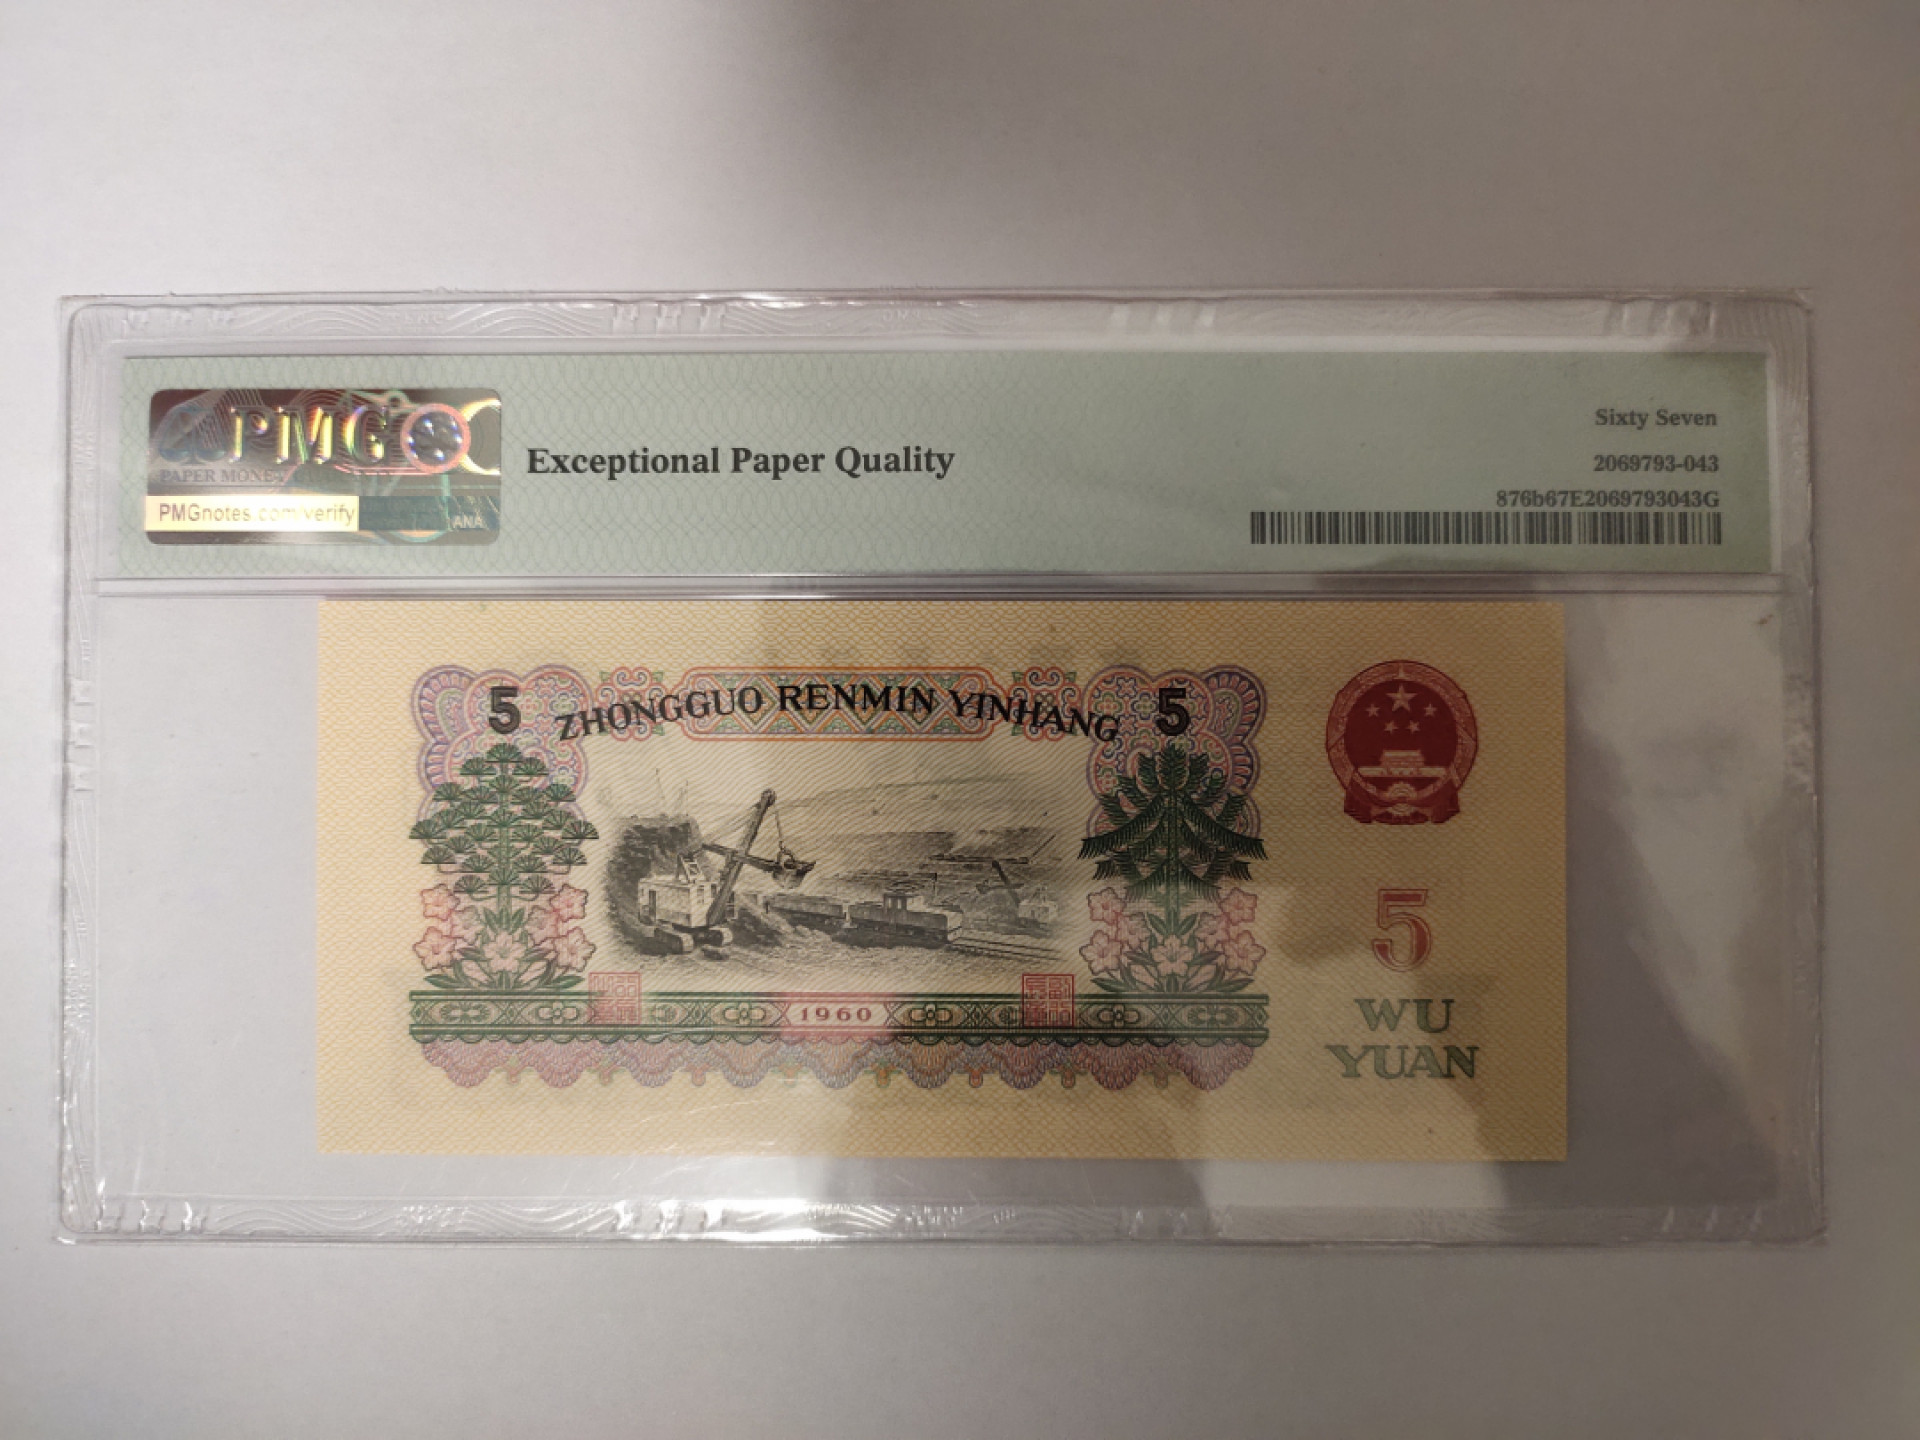 PMG
PAPER MONEY
PMGnotes.com/verify
ANA
Exceptional Paper Quality
Sixty Seven
2069793-043
876b67E2069793043G
5 ZHONGGUO RENMIN YINHANG 5
1960
5
WU
YUAN